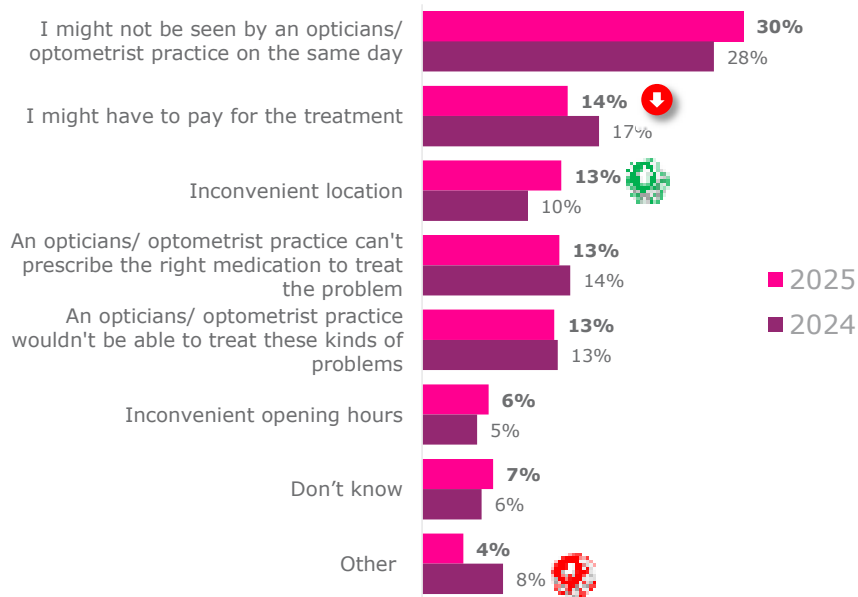 I might not be seen by an opticians/
optometrist practice on the same day
30%
28%
I might have to pay for the treatment
14%
17%
Inconvenient location
13%
10%
An opticians/ optometrist practice can't
prescribe the right medication to treat
the problem
13%
14%
An opticians/ optometrist practice
wouldn't be able to treat these kinds of
problems
13%
13%
Inconvenient opening hours
6%
5%
Don’t know
7%
6%
Other
4%
8%
2025
2024